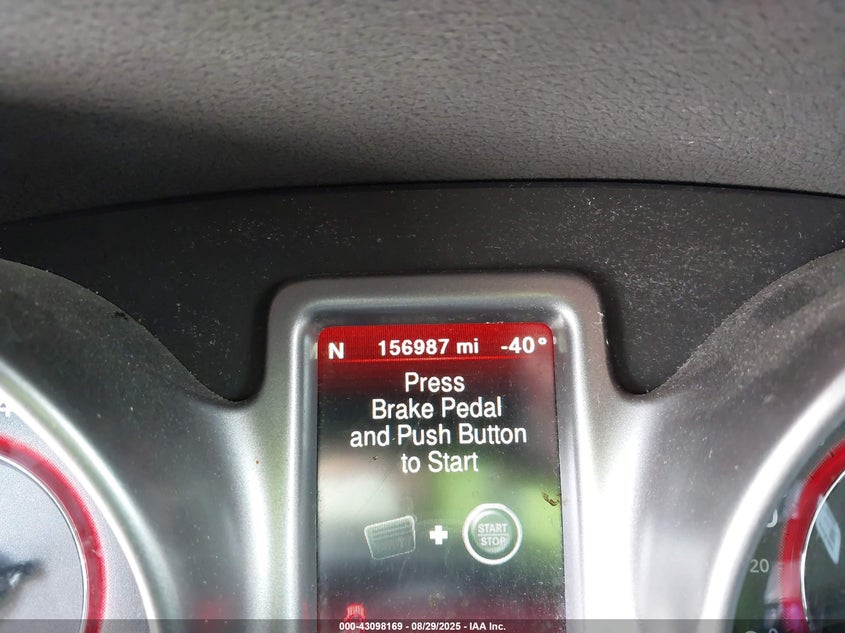 N 156987 mi -40°
Press
Brake Pedal
and Push Button
to Start
START
STOP
4
20
000-43098169 - 08/29/2025 - IAA Inc.